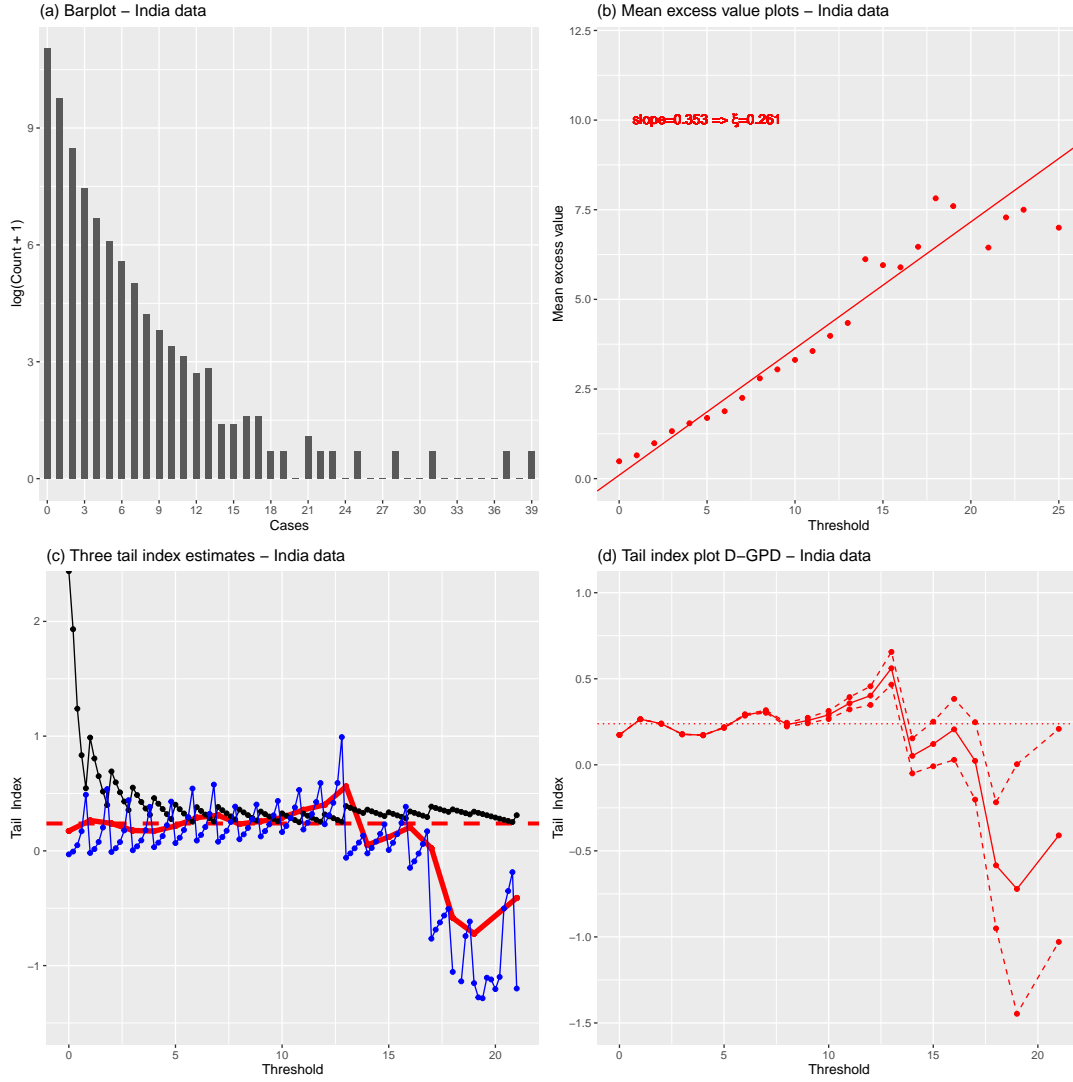 (a) Barplot – India data
log(Count + 1)
9
6
3
0
0 3 6 9 12 15 18 21 24 27 30 33 36 39
Cases
(b) Mean excess value plots – India data
Mean excess value
12.5
10.0
7.5
5.0
2.5
0.0
slope=0.353 => ξ=0.261
0 5 10 15 20 25
Threshold
(c) Three tail index estimates – India data
Tail Index
2
1
0
−1
0 5 10 15 20
Threshold
(d) Tail index plot D−GPD – India data
Tail Index
1.0
0.5
0.0
−0.5
−1.0
−1.5
0 5 10 15 20
Threshold